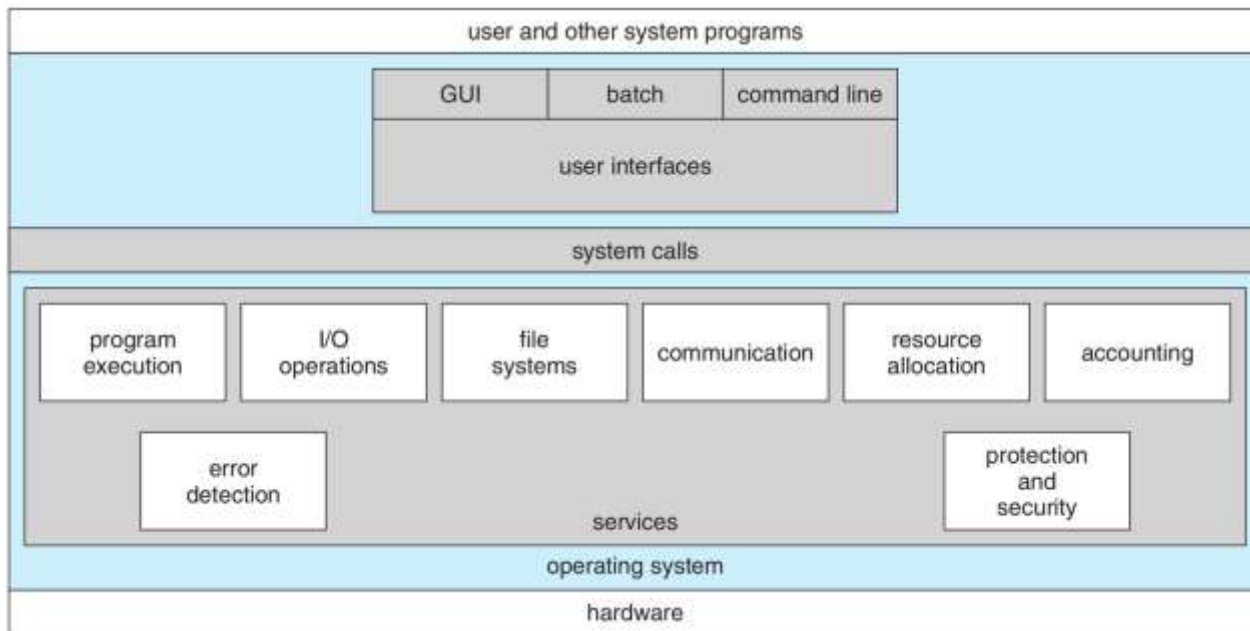 user and other system programs
GUI
batch
command line
user interfaces
system calls
program
execution
I/O
operations
file
systems
communication
resource
allocation
accounting
error
detection
protection
and
security
services
operating system
hardware